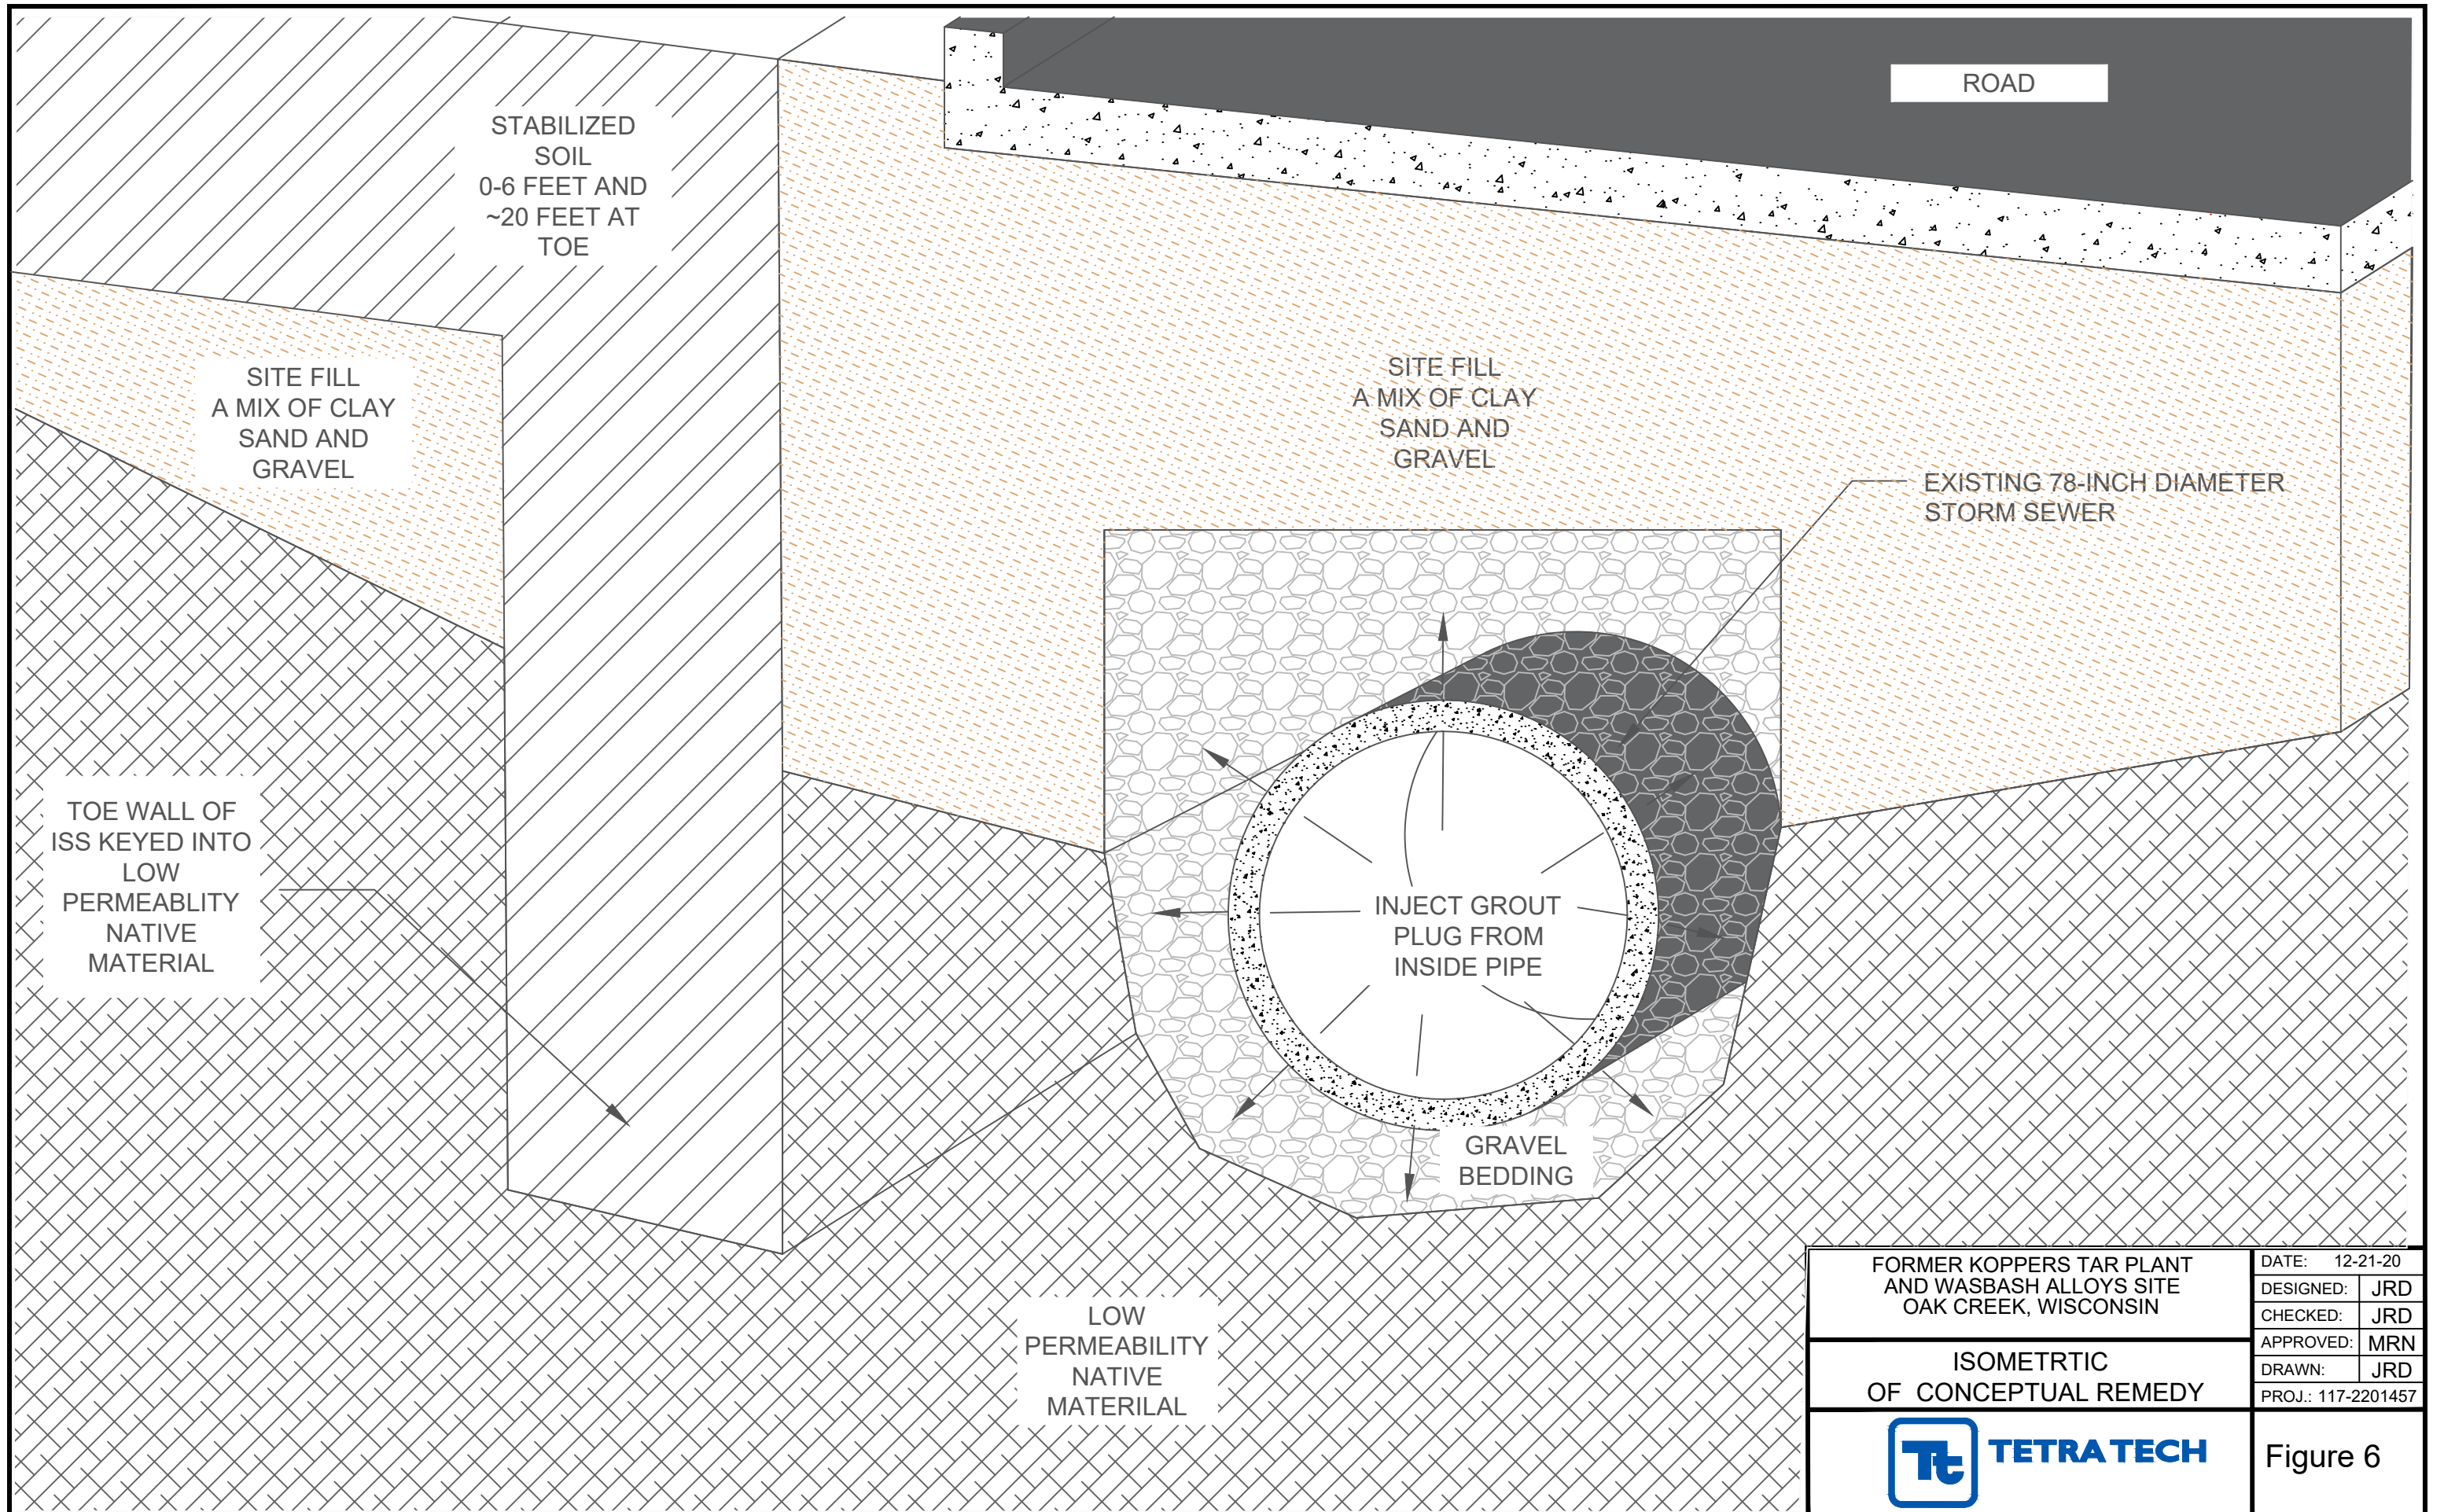 ROAD
STABILIZED
SOIL
0-6 FEET AND
~20 FEET AT
TOE
SITE FILL
A MIX OF CLAY
SAND AND
GRAVEL
SITE FILL
A MIX OF CLAY
SAND AND
GRAVEL
EXISTING 78-INCH DIAMETER
STORM SEWER
TOE WALL OF
ISS KEYED INTO
LOW
PERMEABLITY
NATIVE
MATERIAL
INJECT GROUT
PLUG FROM
INSIDE PIPE
GRAVEL
BEDDING
LOW
PERMEABILITY
NATIVE
MATERILAL
FORMER KOPPERS TAR PLANT
AND WASBASH ALLOYS SITE
OAK CREEK, WISCONSIN
ISOMETRTIC
OF CONCEPTUAL REMEDY
DATE: 12-21-20
DESIGNED: JRD
CHECKED: JRD
APPROVED: MRN
DRAWN: JRD
PROJ.: 117-2201457
Tt TETRA TECH
Figure 6